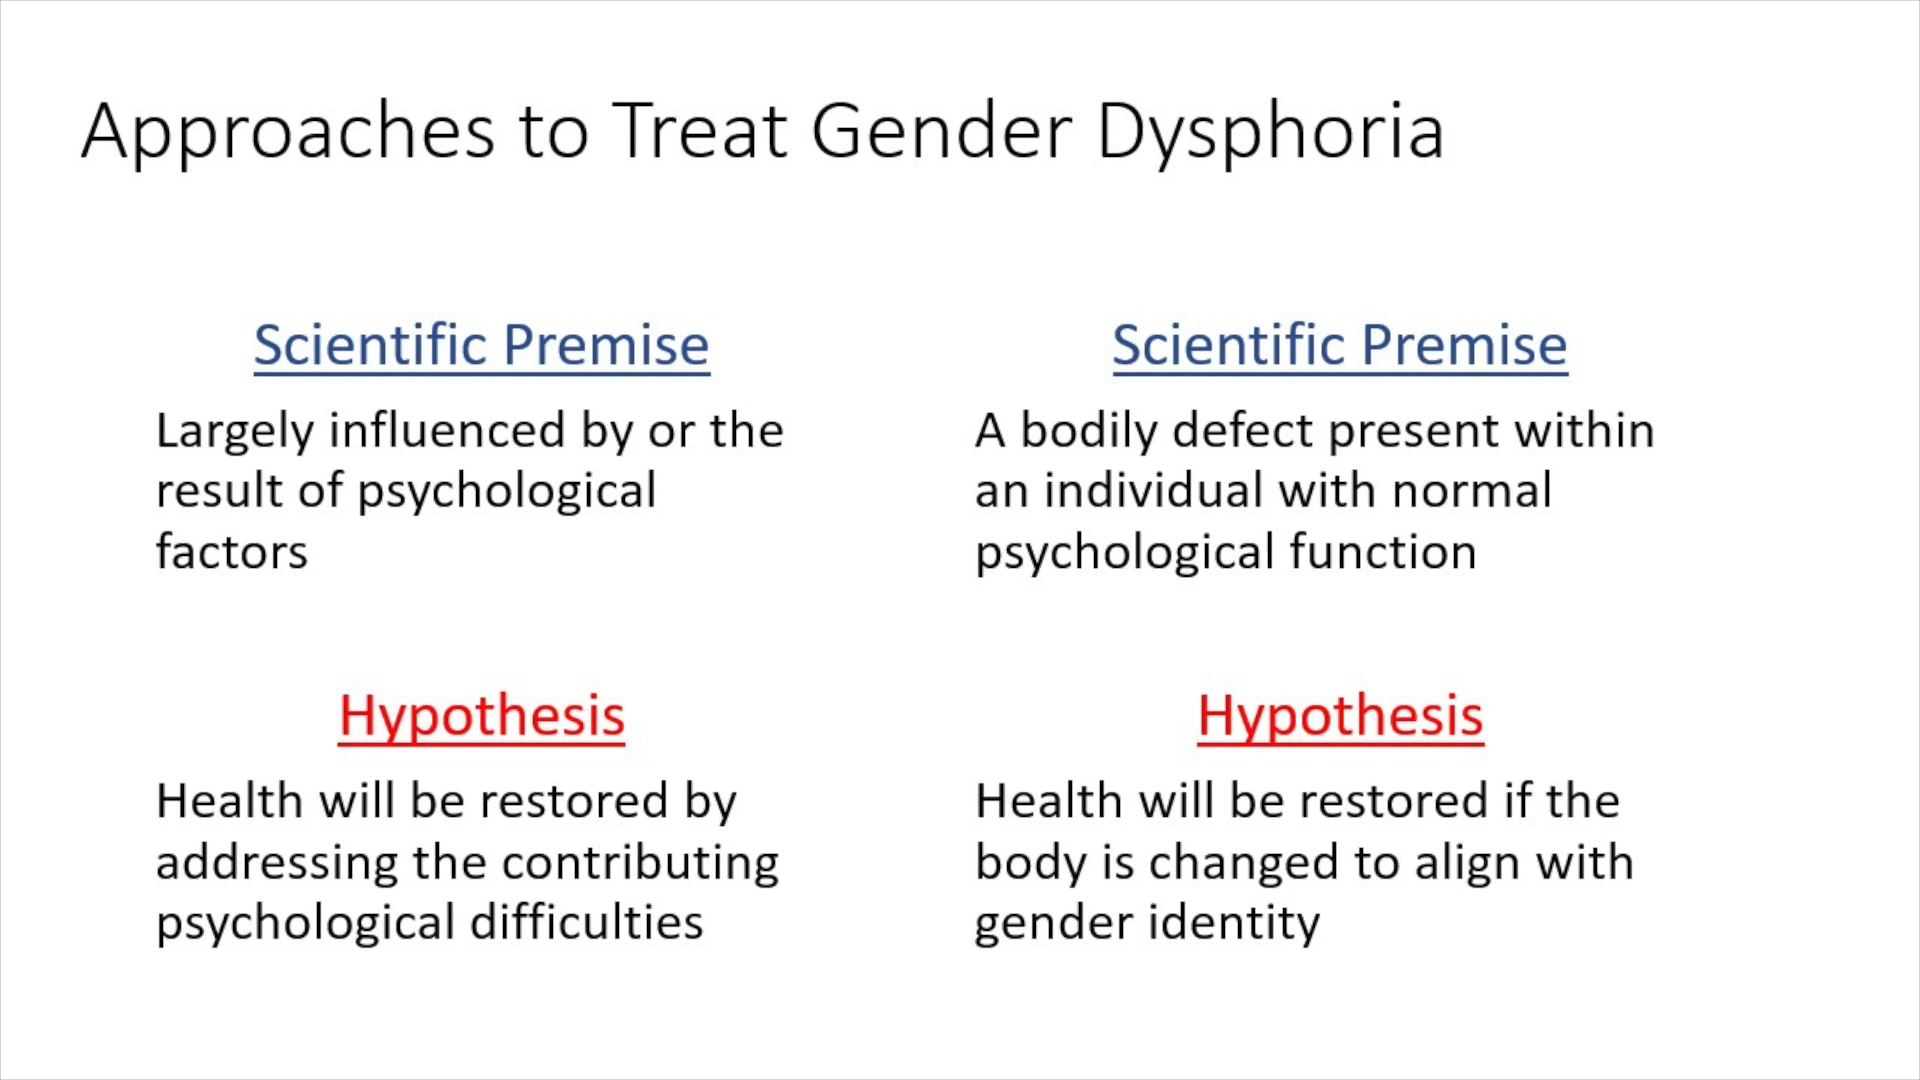 Approaches to Treat Gender Dysphoria
Scientific Premise
Largely influenced by or the
result of psychological
factors
Hypothesis
Health will be restored by
addressing the contributing
psychological difficulties
Scientific Premise
A bodily defect present within
an individual with normal
psychological function
Hypothesis
Health will be restored if the
body is changed to align with
gender identity